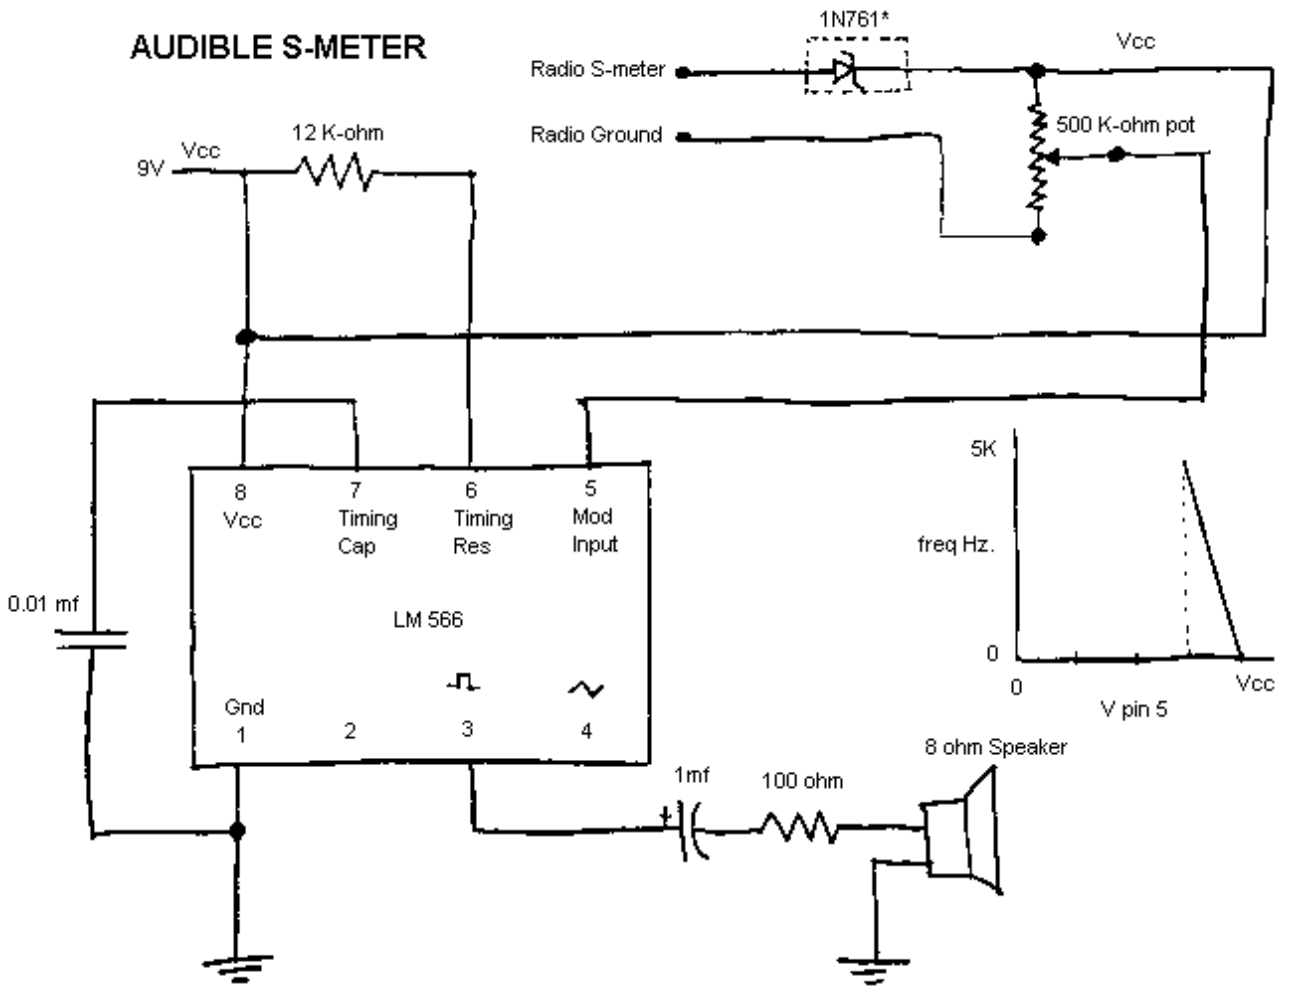 AUDIBLE S-METER
1N761*
Vcc
Radio S-meter
Radio Ground
500 K-ohm pot
12 K-ohm
Vcc
9V
8
7
6
5
Vcc
Timing
Cap
Timing
Res
Mod
Input
0.01 mf
LM 566
Gnd
1
2
3
4
5K
freq Hz.
0
0
Vcc
V pin 5
8 ohm Speaker
1mf
100 ohm